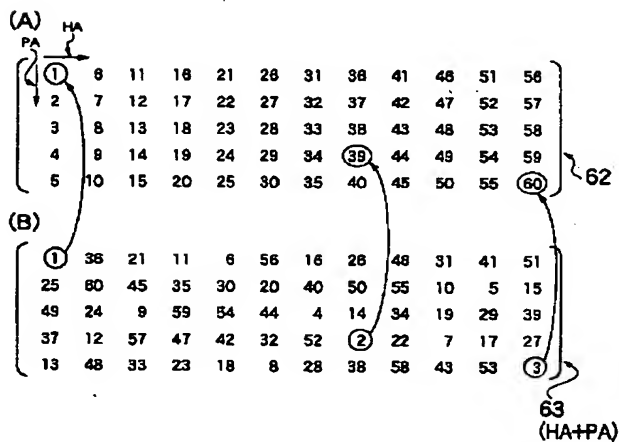 (A)
PA HA
1 6 11 16 21 26 31 36 41 46 51 56
2 7 12 17 22 27 32 37 42 47 52 57
3 8 13 18 23 28 33 38 43 48 53 58
4 9 14 19 24 29 34 39 44 49 54 59
5 10 15 20 25 30 35 40 45 50 55 60
62
(B)
1 36 21 11 6 56 16 26 46 31 41 51
25 60 45 35 30 20 40 50 55 10 5 15
49 24 9 59 54 44 4 14 34 19 29 39
37 12 57 47 42 32 52 2 22 7 17 27
13 48 33 23 18 8 28 38 58 43 53 3
63
(HA+PA)